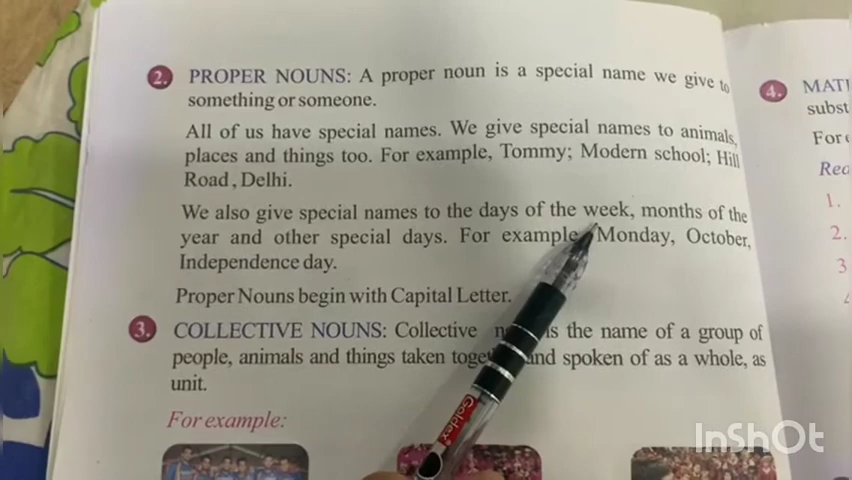 2. PROPER NOUNS: A proper noun is a special name we give to
something or someone.
All of us have special names. We give special names to animals,
places and things too. For example, Tommy; Modern school; Hill
Road, Delhi.
We also give special names to the days of the week, months of the
year and other special days. For example Monday, October,
Independence day.
Proper Nouns begin with Capital Letter.
3. COLLECTIVE NOUNS: Collective is the name of a group of
people, animals and things taken and spoken of as a whole, as
unit.
For example:
4.
1.
2.
3
Goldex
InShOt